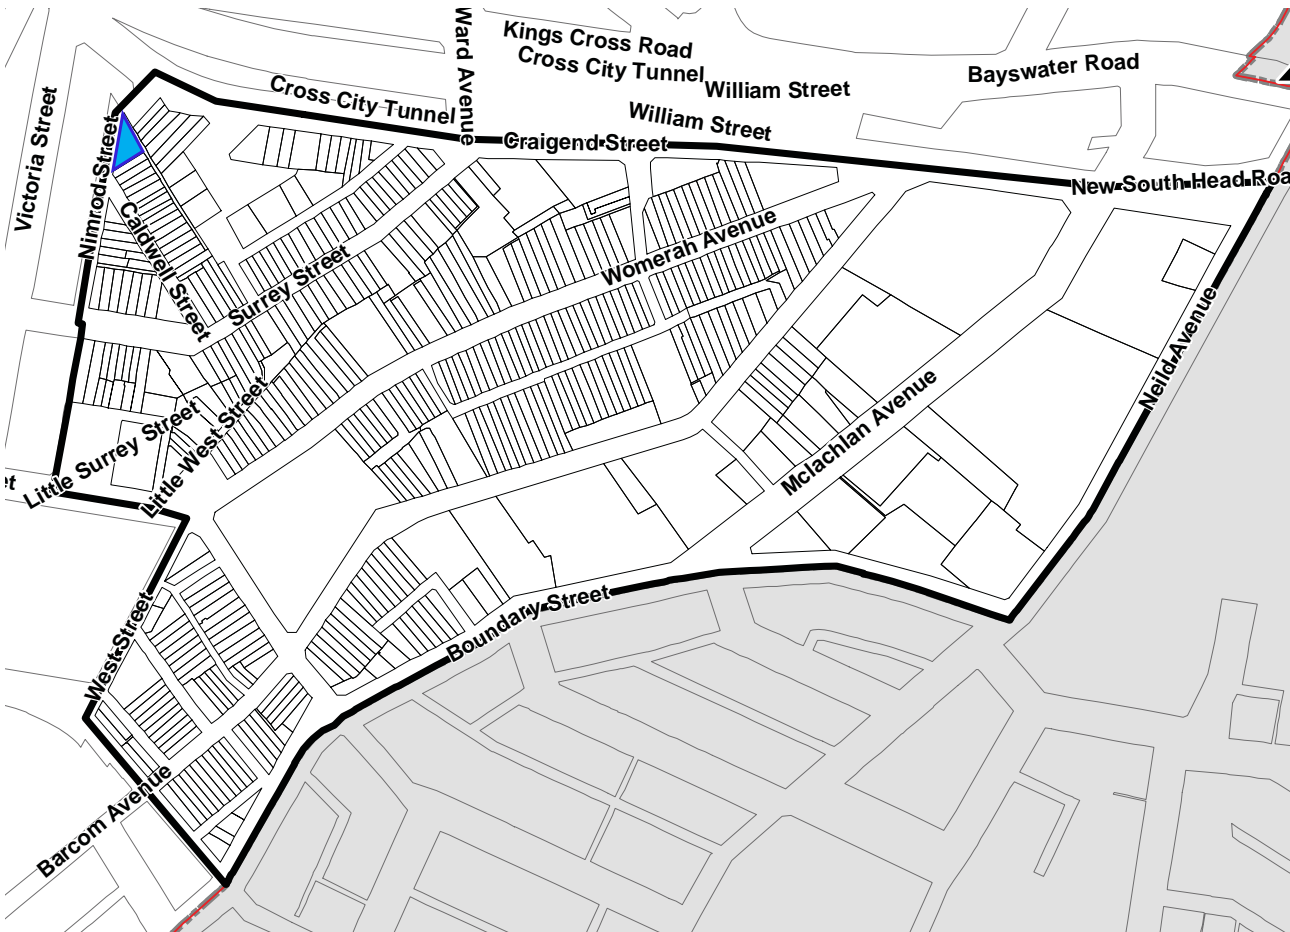 Kings Cross Road
Cross City Tunnel
William Street
Bayswater Road
Ward Avenue
Cross City Tunnel
William Street
Craigend Street
New South Head Roa
Victoria Street
Nimrod Street
Caldwell Street
Surrey Street
Womerah Avenue
Neild Avenue
Mclachlan Avenue
Little Surrey Street
Little West Street
et
West Street
Boundary Street
Barcom Avenue